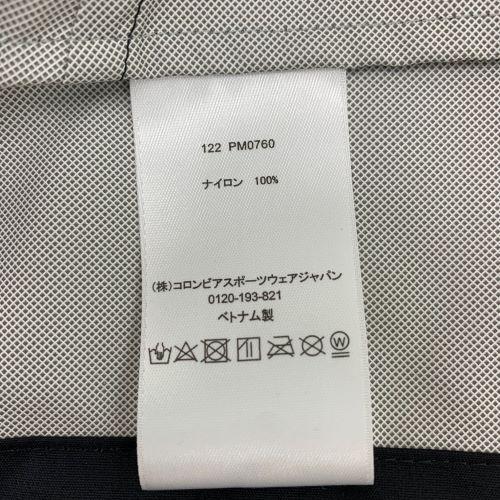 122 PM0760
ナイロン 100%
(株)コロンビアスポーツウェアジャパン
0120-193-821
ベトナム製
W